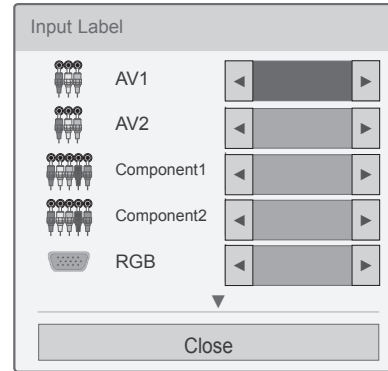 Input Label
AV1
AV2
Component1
Component2
RGB
Close